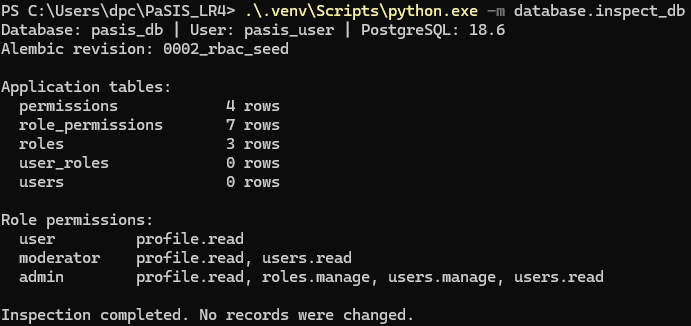 PS C:\Users\dpc\PaSIS_LR4> .\.venv\Scripts\python.exe -m database.inspect_db
Database: pasis_db | User: pasis_user | PostgreSQL: 18.6
Alembic revision: 0002_rbac_seed

Application tables:
  permissions            4 rows
  role_permissions       7 rows
  roles                  3 rows
  user_roles             0 rows
  users                  0 rows

Role permissions:
  user         profile.read
  moderator    profile.read, users.read
  admin        profile.read, roles.manage, users.manage, users.read

Inspection completed. No records were changed.